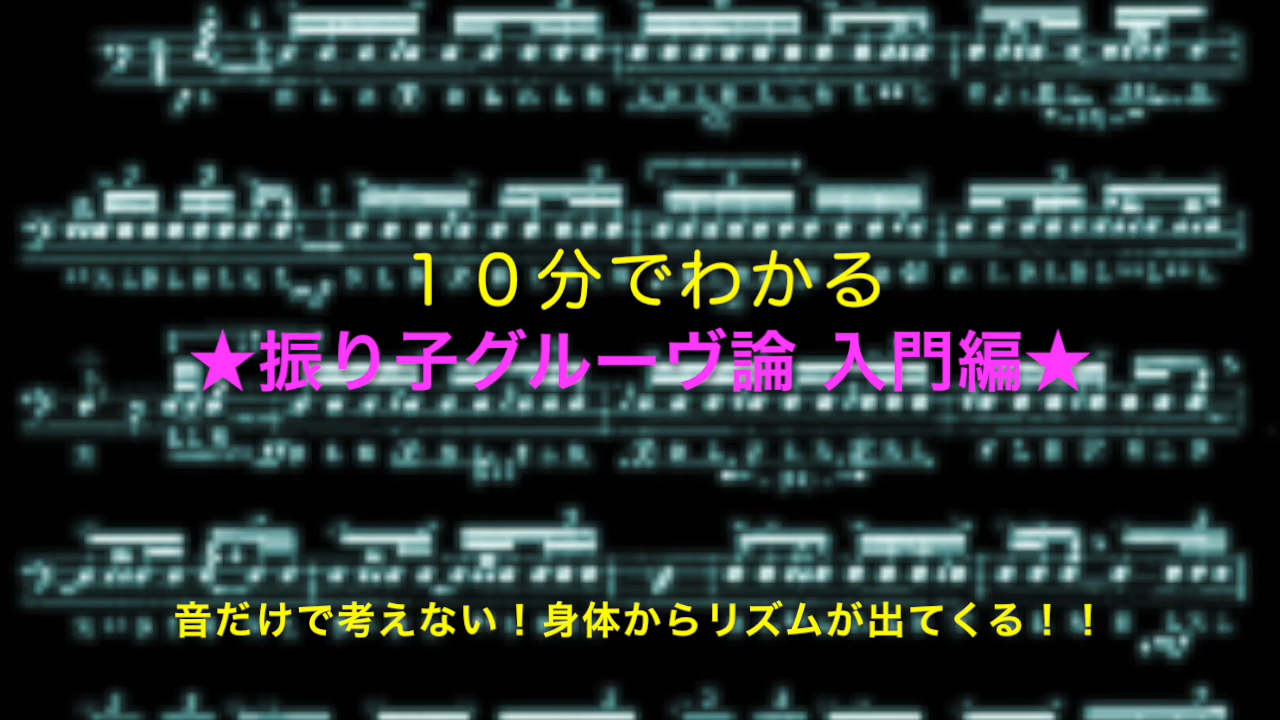 １０分でわかる
★振り子グルーヴ論 入門編★
音だけで考えない！身体からリズムが出てくる！！